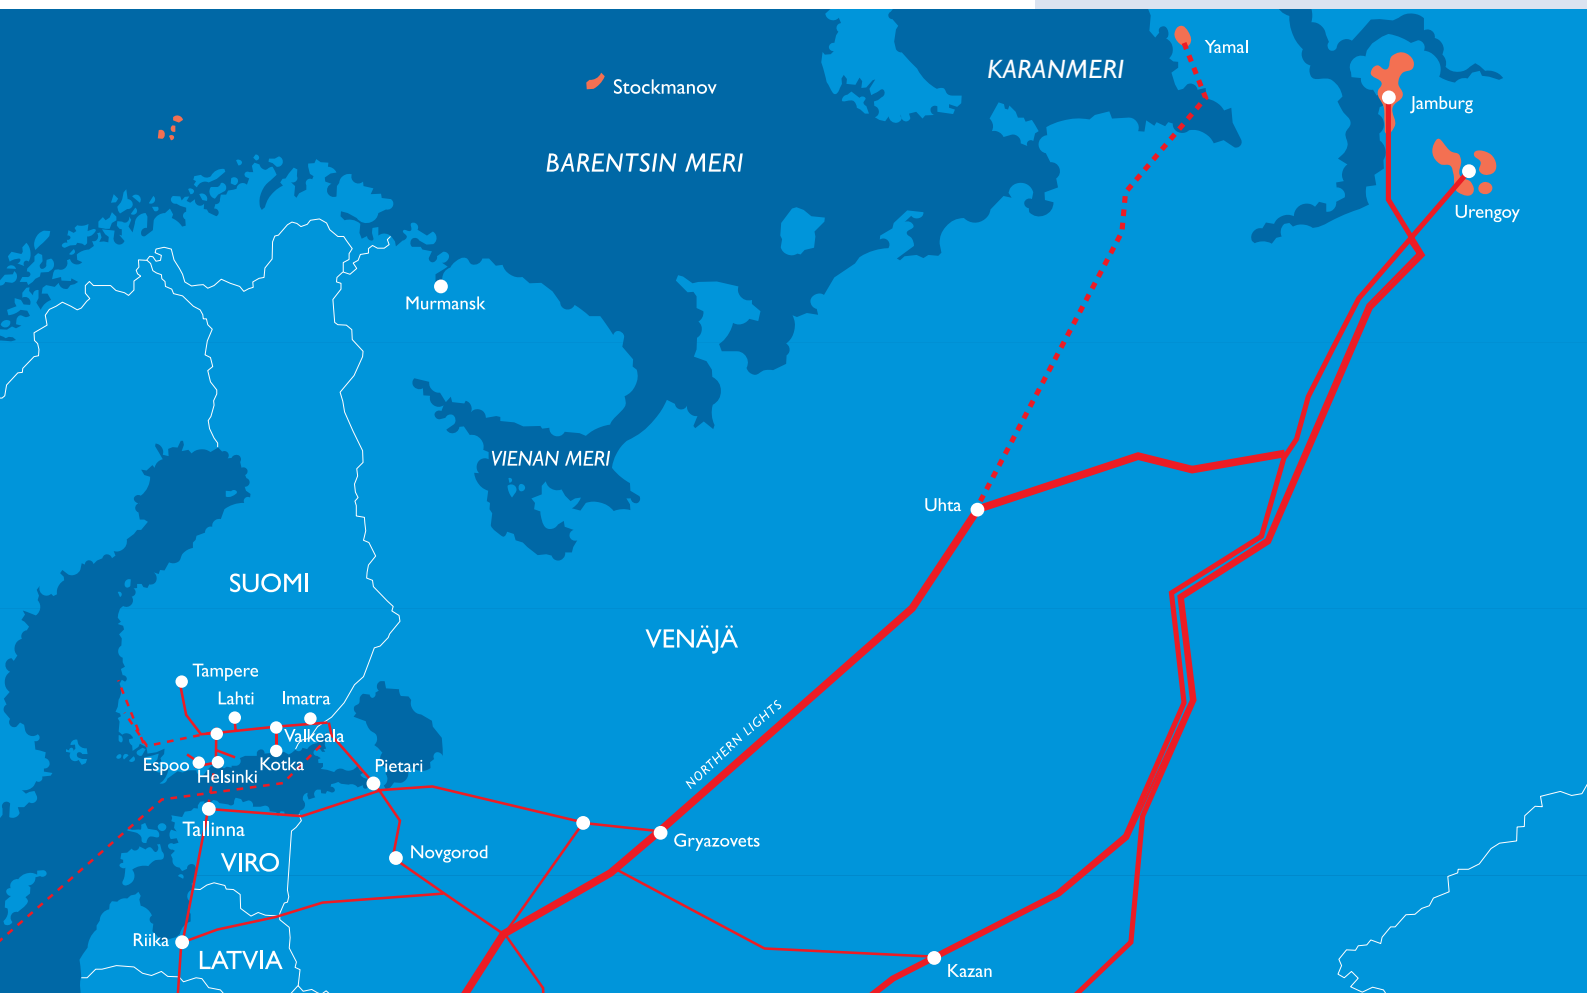 Yamal
KARANMERI
Stockmanov
Jamburg
BARENTSIN MERI
Urengoy
Murmansk
VIENAN MERI
Uhta
SUOMI
VENÄJÄ
Tampere
Lahti
Imatra
NORTHERN LIGHTS
Valkeala
Espoo
Helsinki
Kotka
Pietari
Tallinna
Gryazovets
VIRO
Novgorod
Riika
LATVIA
Kazan